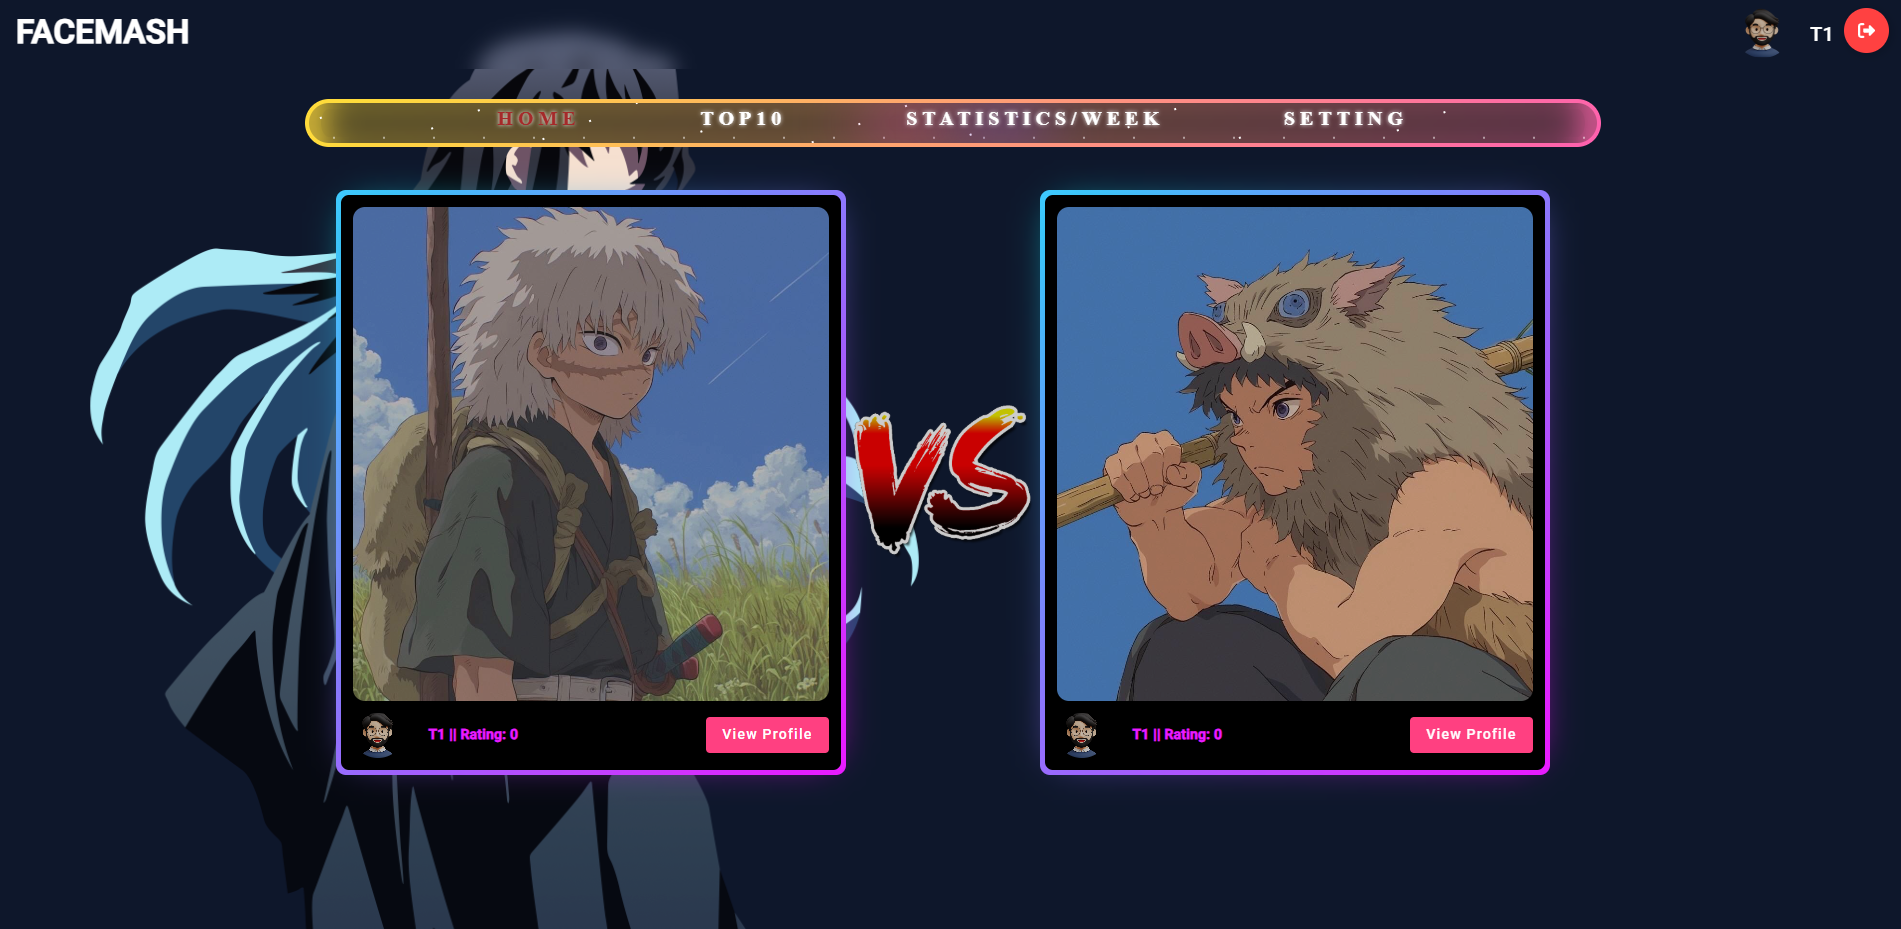 FACEMASH
T1
HOME TOP10 STATISTICS/WEEK SETTING
VS
T1 || Rating: 0 View Profile
T1 || Rating: 0 View Profile